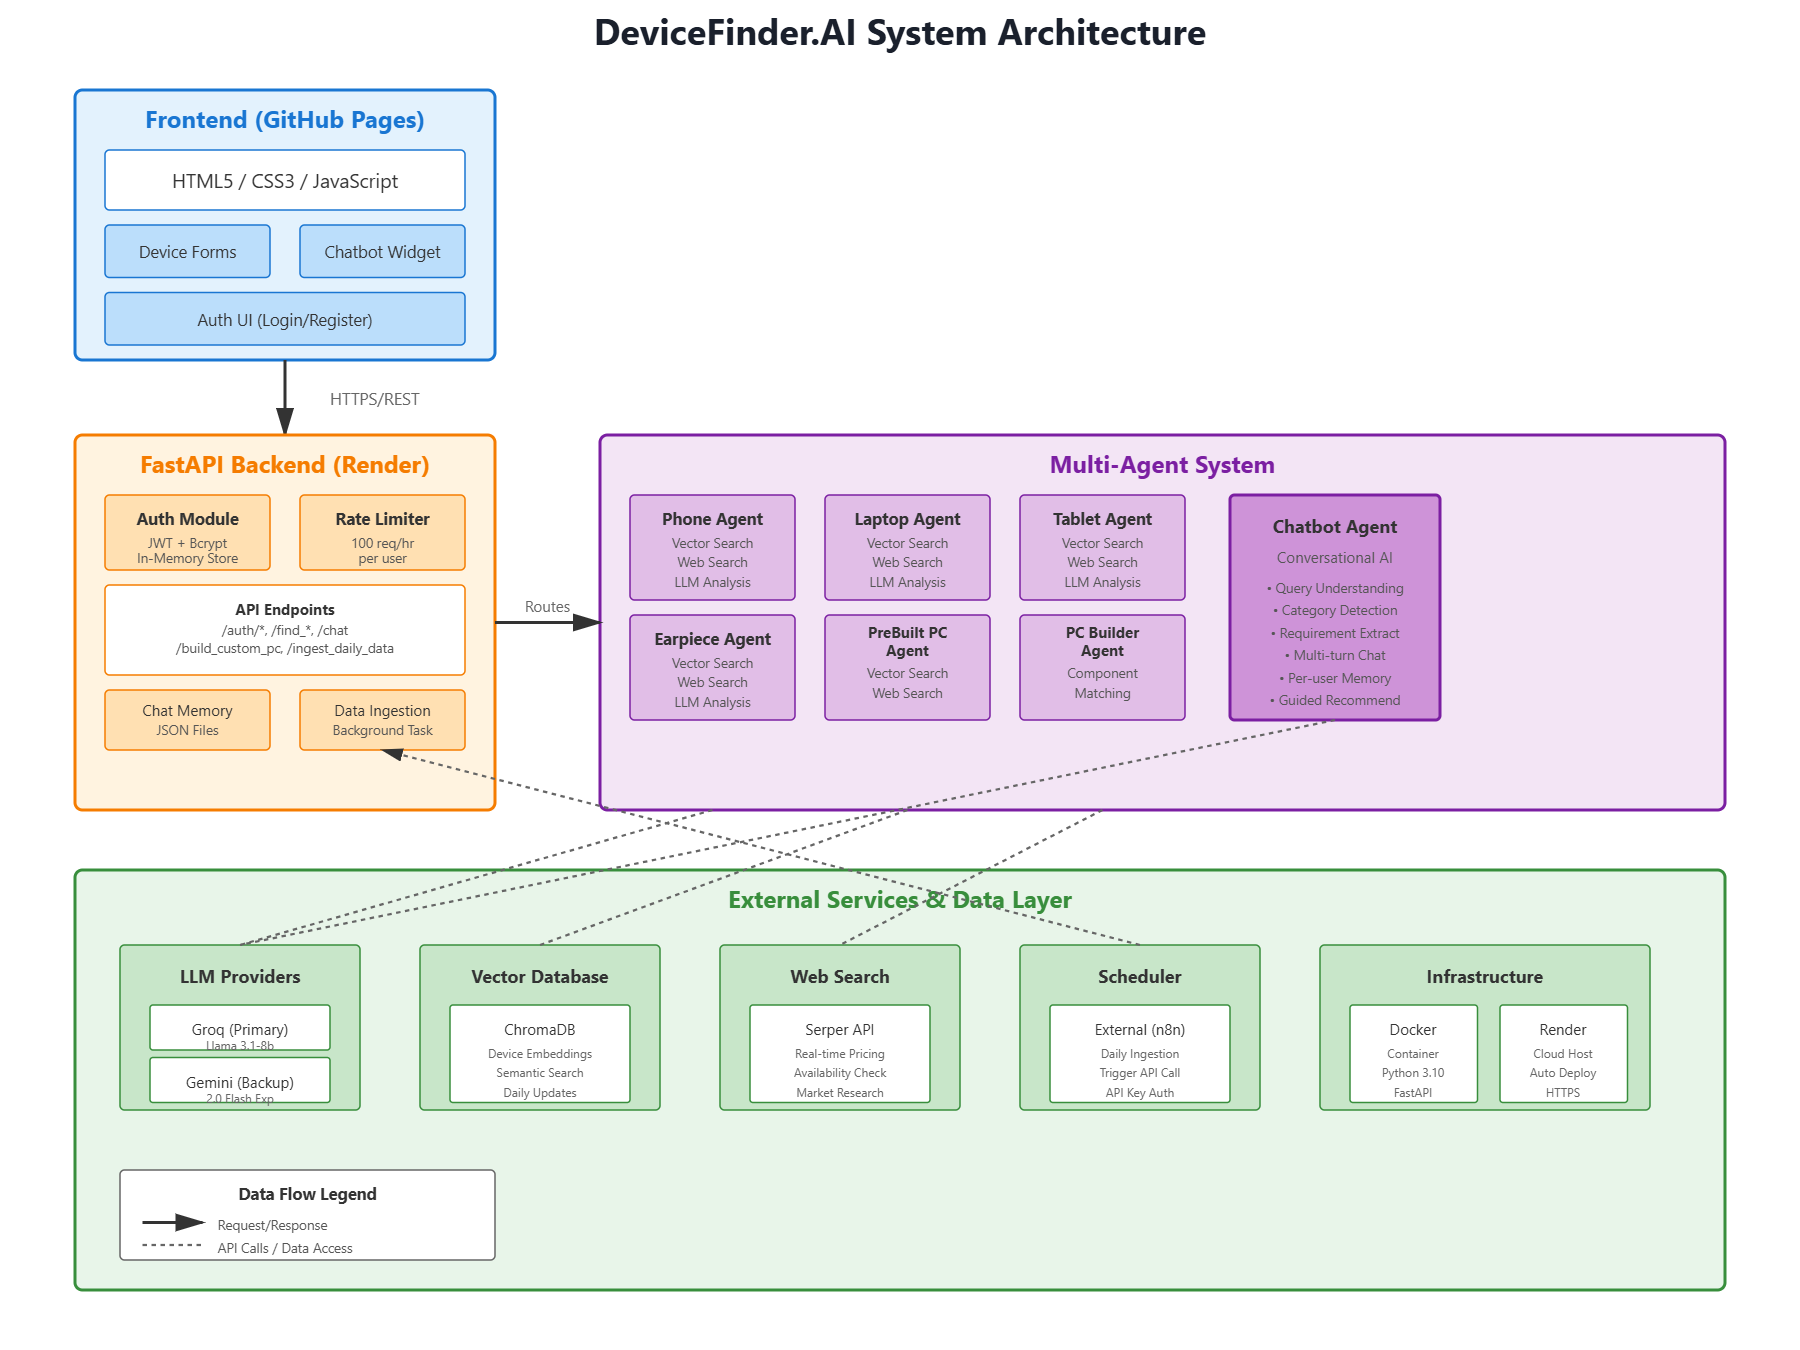 DeviceFinder.AI System Architecture
Frontend (GitHub Pages)
HTML5 / CSS3 / JavaScript
Device Forms
Chatbot Widget
Auth UI (Login/Register)
HTTPS/REST
FastAPI Backend (Render)
Auth Module
JWT + Bcrypt
In-Memory Store
Rate Limiter
100 req/hr
per user
API Endpoints
/auth/*, /find_*, /chat
/build_custom_pc, /ingest_daily_data
Chat Memory
JSON Files
Data Ingestion
Background Task
Routes
Multi-Agent System
Phone Agent
Vector Search
Web Search
LLM Analysis
Laptop Agent
Vector Search
Web Search
LLM Analysis
Tablet Agent
Vector Search
Web Search
LLM Analysis
Earpiece Agent
Vector Search
Web Search
LLM Analysis
PreBuilt PC
Agent
Vector Search
Web Search
PC Builder
Agent
Component
Matching
Chatbot Agent
Conversational AI
• Query Understanding
• Category Detection
• Requirement Extract
• Multi-turn Chat
• Per-user Memory
• Guided Recommend
External Services & Data Layer
LLM Providers
Groq (Primary)
Llama 3.1-8b
Gemini (Backup)
2.0 Flash Exp
Vector Database
ChromaDB
Device Embeddings
Semantic Search
Daily Updates
Web Search
Serper API
Real-time Pricing
Availability Check
Market Research
Scheduler
External (n8n)
Daily Ingestion
Trigger API Call
API Key Auth
Infrastructure
Docker
Container
Python 3.10
FastAPI
Render
Cloud Host
Auto Deploy
HTTPS
Data Flow Legend
Request/Response
API Calls / Data Access